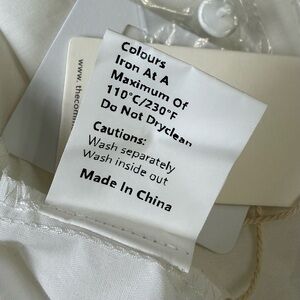 Colours
Iron At A
Maximum Of
110°C/230°F
Do Not Dryclean
Cautions:
Wash separately
Wash inside out
Made In China